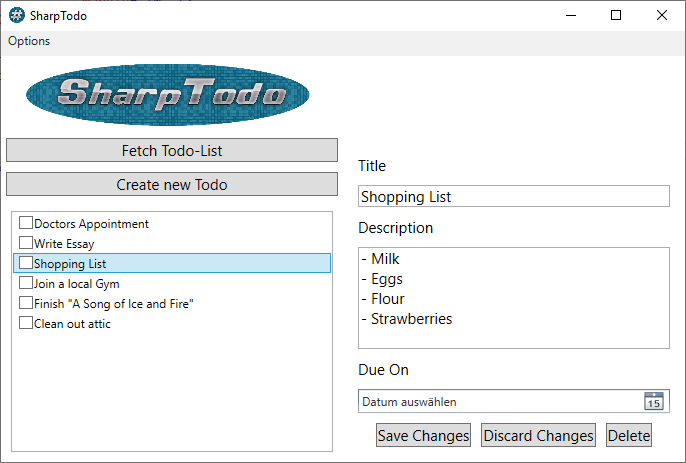 SharpTodo
Options
SharpTodo
Fetch Todo-List
Create new Todo
Doctors Appointment
Write Essay
Shopping List
Join a local Gym
Finish "A Song of Ice and Fire"
Clean out attic
Title
Shopping List
Description
- Milk
- Eggs
- Flour
- Strawberries
Due On
Datum auswählen
15
Save Changes
Discard Changes
Delete